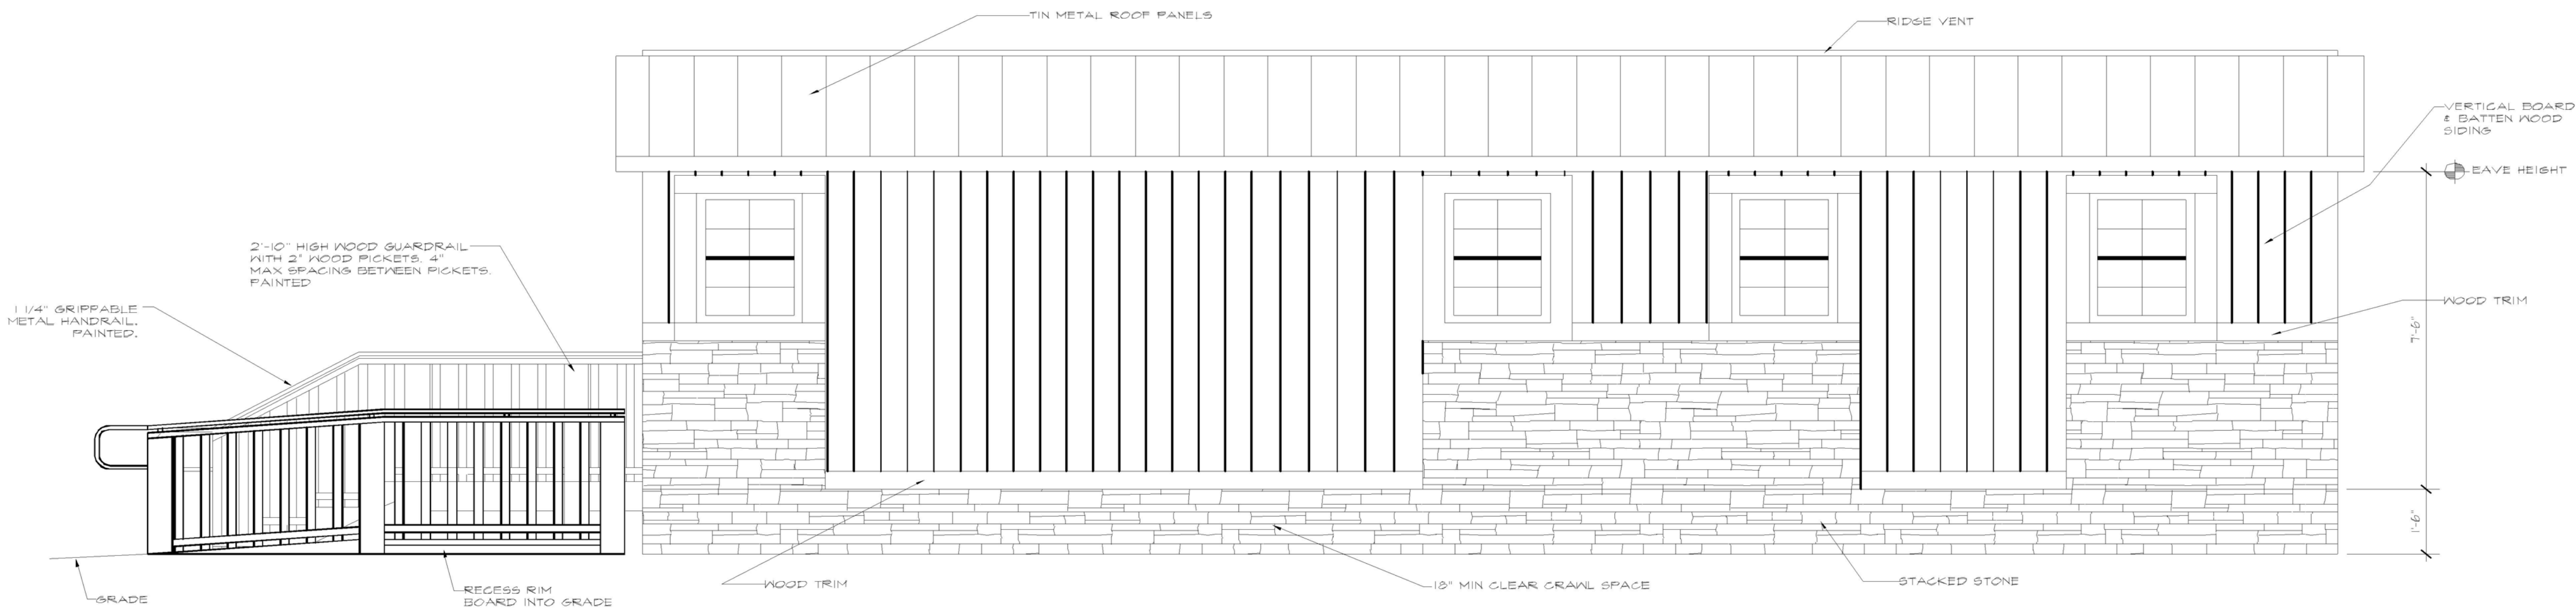 TIN METAL ROOF PANELS
RIDGE VENT
VERTICAL BOARD
& BATTEN WOOD
SIDING
EAVE HEIGHT
2'-10" HIGH WOOD GUARDRAIL
WITH 2" WOOD PICKETS. 4"
MAX SPACING BETWEEN PICKETS.
PAINTED
1 1/4" GRIPPABLE
METAL HANDRAIL.
PAINTED.
WOOD TRIM
7'-6"
1'-6"
WOOD TRIM
18" MIN CLEAR CRAWL SPACE
STACKED STONE
GRADE
RECESS RIM
BOARD INTO GRADE